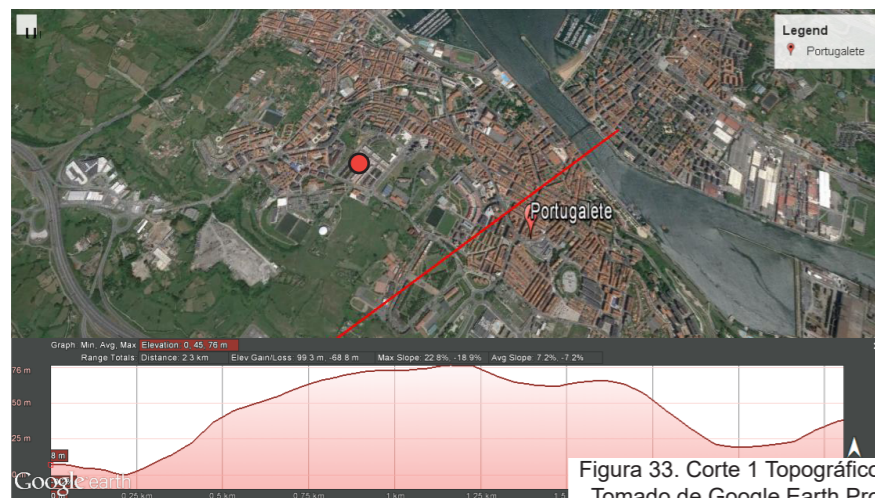 Legend
Portugalete
Portugalete
Graph: Min, Avg, Max Elevation 0, 45, 76 m
Range Totals: Distance 2.3 km Elev Gain/Loss: 99.3 m, -68.8 m Max Slope: 22.8%, -18.9% Avg Slope: 7.2%, -7.2%
76 m
50 m
25 m
8 m
Google earth
0.25 km 0.5 km 0.75 km 1 km 1.25 km
Figura 33. Corte 1 Topográfico
Tomado de Google Earth Pro